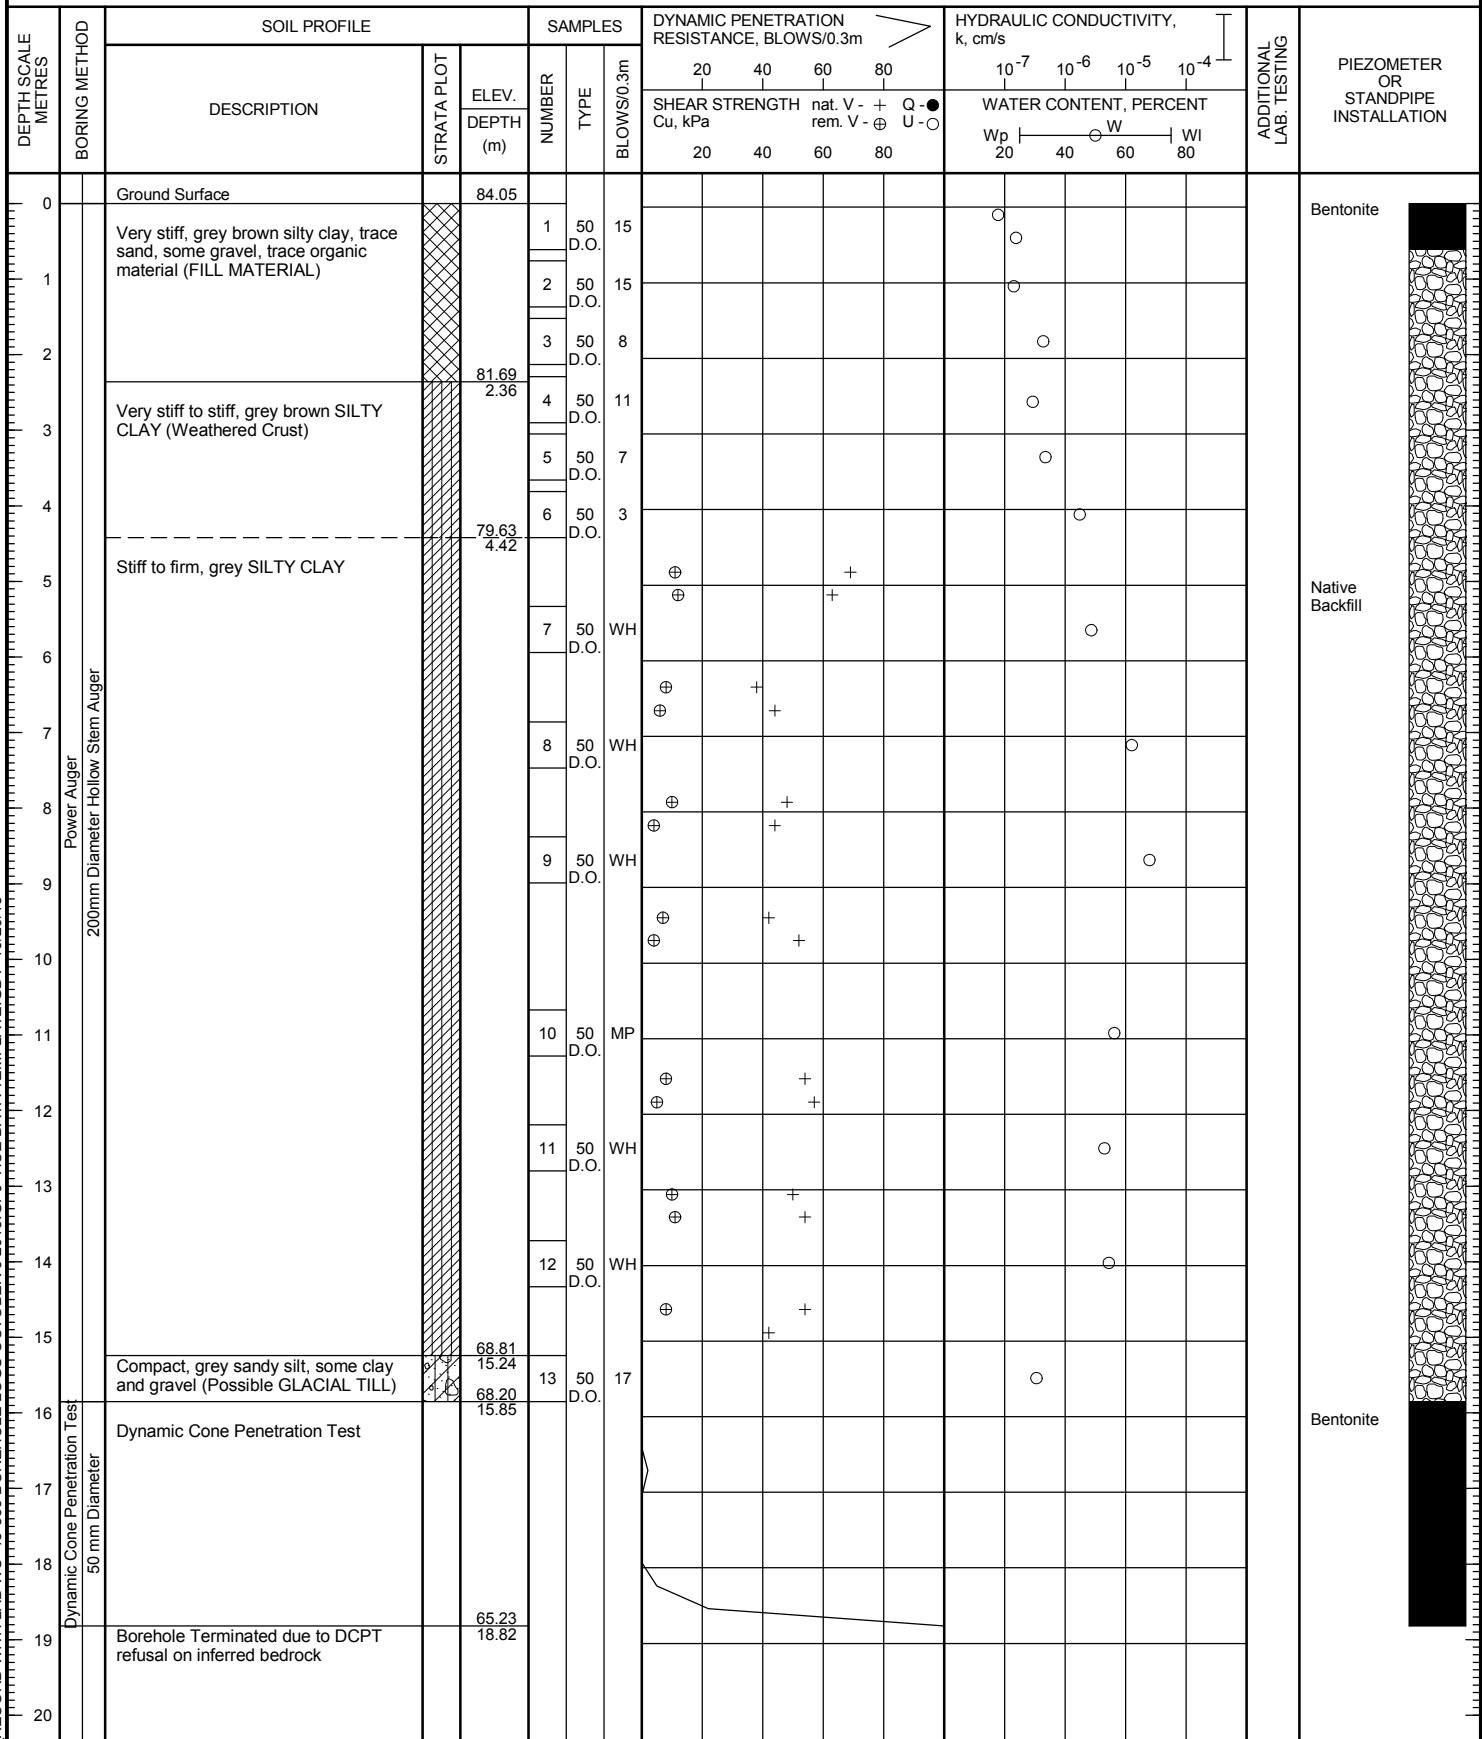 DEPTH SCALE
METRES
BORING METHOD
SOIL PROFILE
DESCRIPTION
STRATA PLOT
ELEV.
DEPTH
(m)
SAMPLES
NUMBER
TYPE
BLOWS/0.3m
DYNAMIC PENETRATION
RESISTANCE, BLOWS/0.3m
20 40 60 80
SHEAR STRENGTH nat. V - + Q - ●
Cu, kPa rem. V - ⊕ U - ○
20 40 60 80
HYDRAULIC CONDUCTIVITY,
k, cm/s
10⁻⁷ 10⁻⁶ 10⁻⁵ 10⁻⁴
WATER CONTENT, PERCENT
Wp W Wl
20 40 60 80
ADDITIONAL
LAB. TESTING
PIEZOMETER
OR
STANDPIPE
INSTALLATION
0
Ground Surface 84.05
Bentonite
Very stiff, grey brown silty clay, trace
sand, some gravel, trace organic
material (FILL MATERIAL)
1 50 D.O. 15
1
2 50 D.O. 15
3 50 D.O. 8
2
81.69
2.36
Very stiff to stiff, grey brown SILTY
CLAY (Weathered Crust)
4 50 D.O. 11
3
5 50 D.O. 7
4
6 50 D.O. 3
79.63
4.42
Stiff to firm, grey SILTY CLAY
5
Native
Backfill
7 50 D.O. WH
6
7
8 50 D.O. WH
8
Power Auger
200mm Diameter Hollow Stem Auger
9 50 D.O. WH
9
10
11
10 50 D.O. MP
12
11 50 D.O. WH
13
14
12 50 D.O. WH
15
68.81
15.24
Compact, grey sandy silt, some clay
and gravel (Possible GLACIAL TILL)
13 50 D.O. 17
68.20
15.85
16
Bentonite
Dynamic Cone Penetration Test
17
Dynamic Cone Penetration Test
50 mm Diameter
18
65.23
18.82
19
Borehole Terminated due to DCPT
refusal on inferred bedrock
20